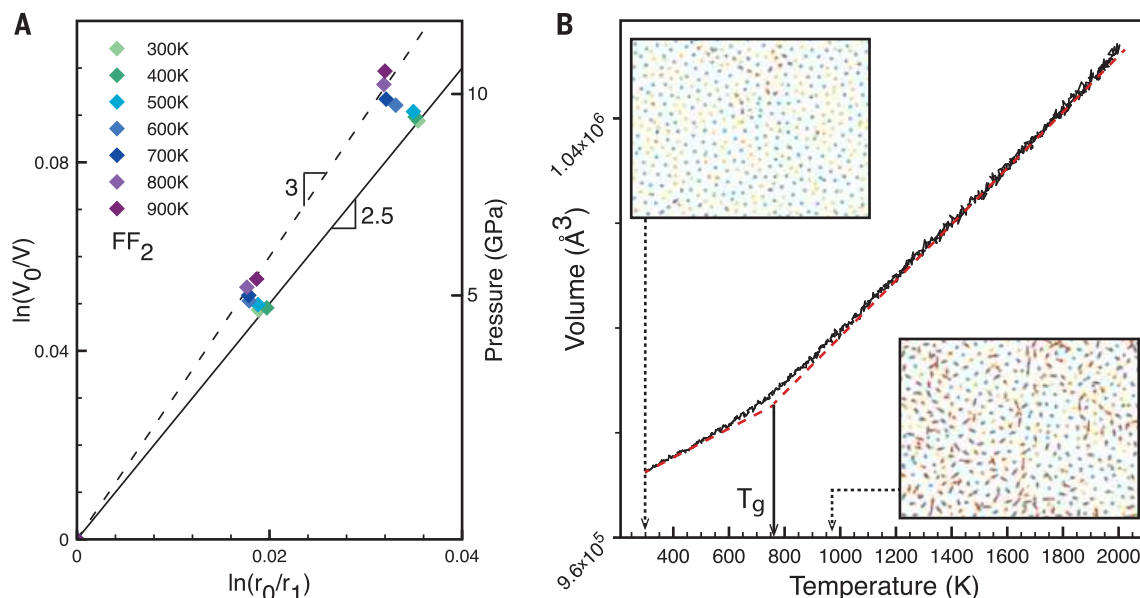 A
300K
400K
500K
600K
700K
800K
900K
FF2
3
2.5
ln(V0/V)
0.08
0.04
0
0
0.02
0.04
ln(r0/r1)
10
5
Pressure (GPa)
B
Volume (Å3)
1.04x10^6
9.6x10^5
Tg
400
600
800
1000
1200
1400
1600
1800
2000
Temperature (K)